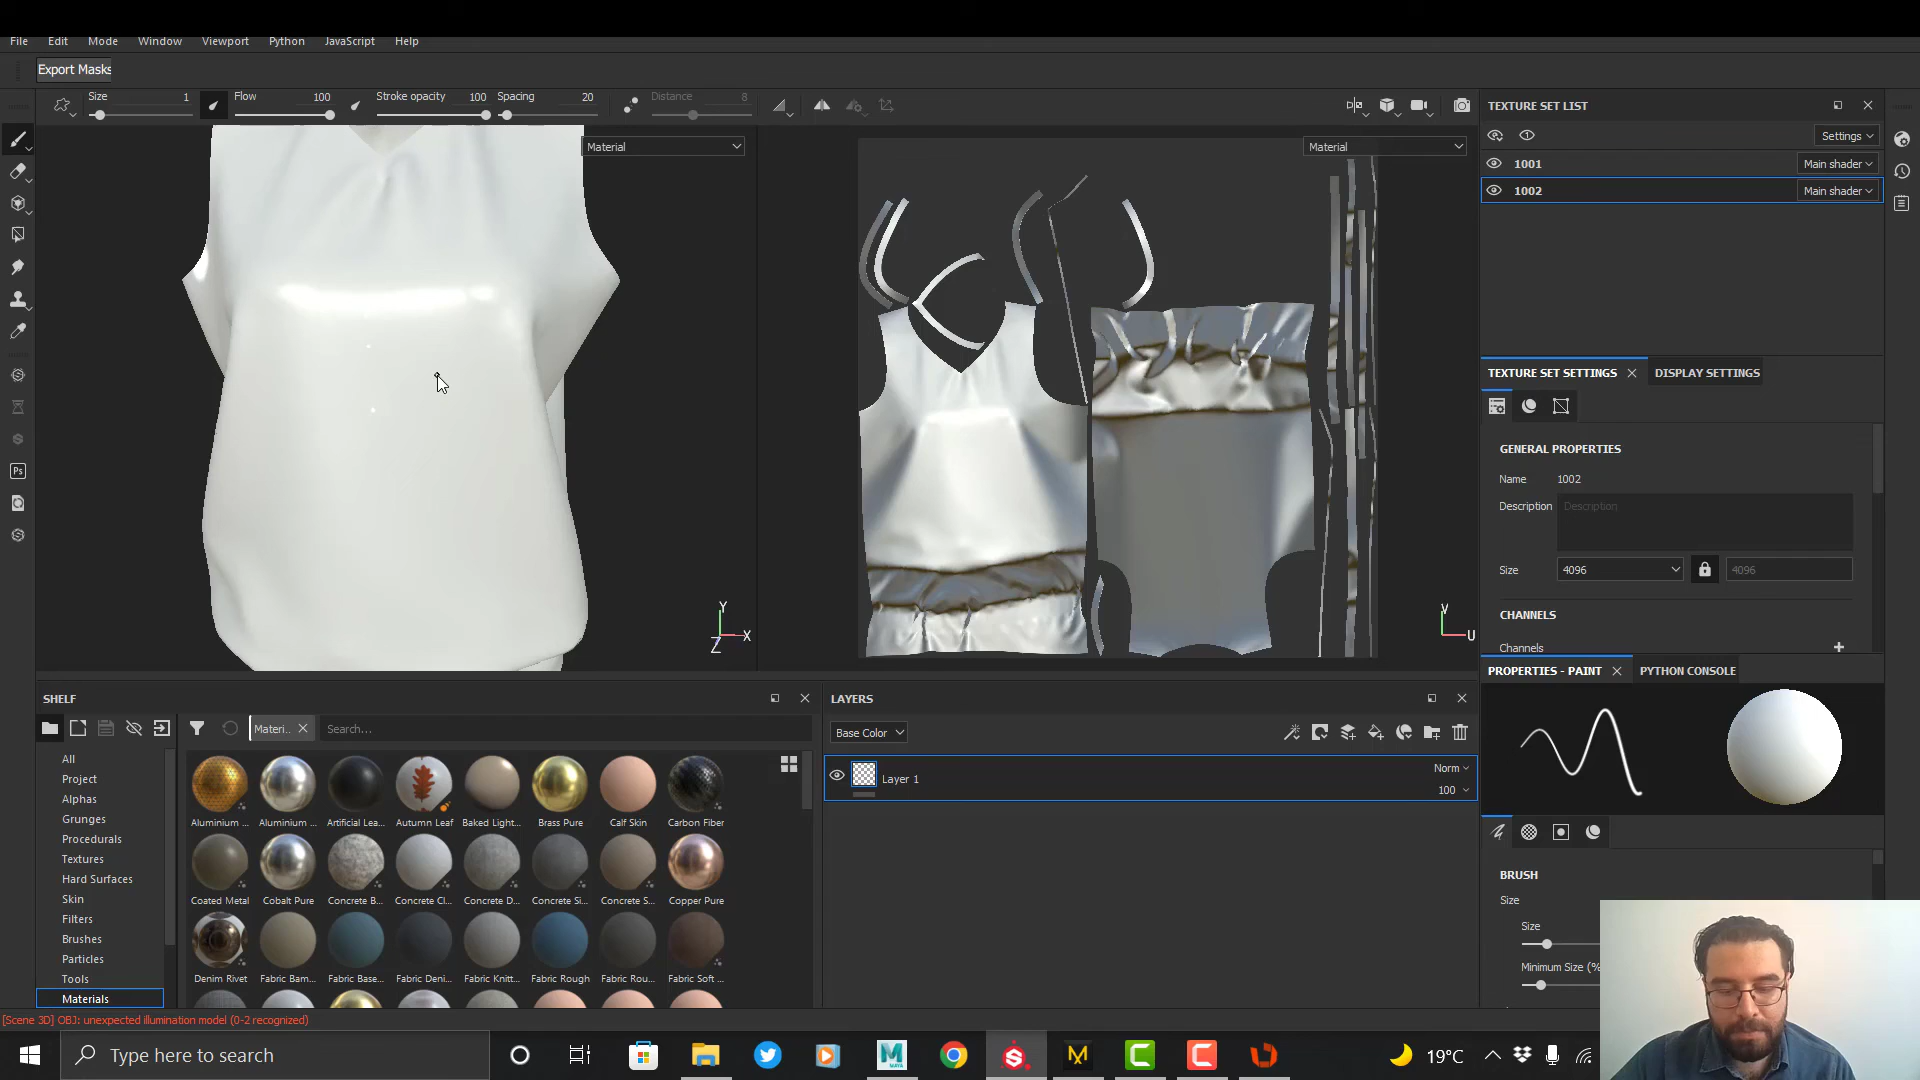 File Edit Mode Window Viewport Python JavaScript Help
Export Masks
Size 1 Flow 100 Stroke opacity 100 Spacing 20 Distance 8
Material
Material
Y
X
Z
V
U
TEXTURE SET LIST
Settings
1001 Main shader
1002 Main shader
TEXTURE SET SETTINGS DISPLAY SETTINGS
GENERAL PROPERTIES
Name 1002
Description Description
Size 4096 4096
CHANNELS
Channels
PROPERTIES - PAINT PYTHON CONSOLE
BRUSH
Size
Size
Minimum Size (%
SHELF
Materi..
Search...
All
Project
Alphas
Grunges
Procedurals
Textures
Hard Surfaces
Skin
Filters
Brushes
Particles
Tools
Materials
Aluminium ... Aluminium ... Artificial Lea... Autumn Leaf Baked Light... Brass Pure Calf Skin Carbon Fiber
Coated Metal Cobalt Pure Concrete B... Concrete Cl... Concrete D... Concrete Si... Concrete S... Copper Pure
Denim Rivet Fabric Bam... Fabric Base... Fabric Deni... Fabric Knitt... Fabric Rough Fabric Rou... Fabric Soft ...
LAYERS
Base Color
Layer 1 Norm
100
[Scene 3D] OBJ: unexpected illumination model (0-2 recognized)
Type here to search
19°C
Ps
MAYA